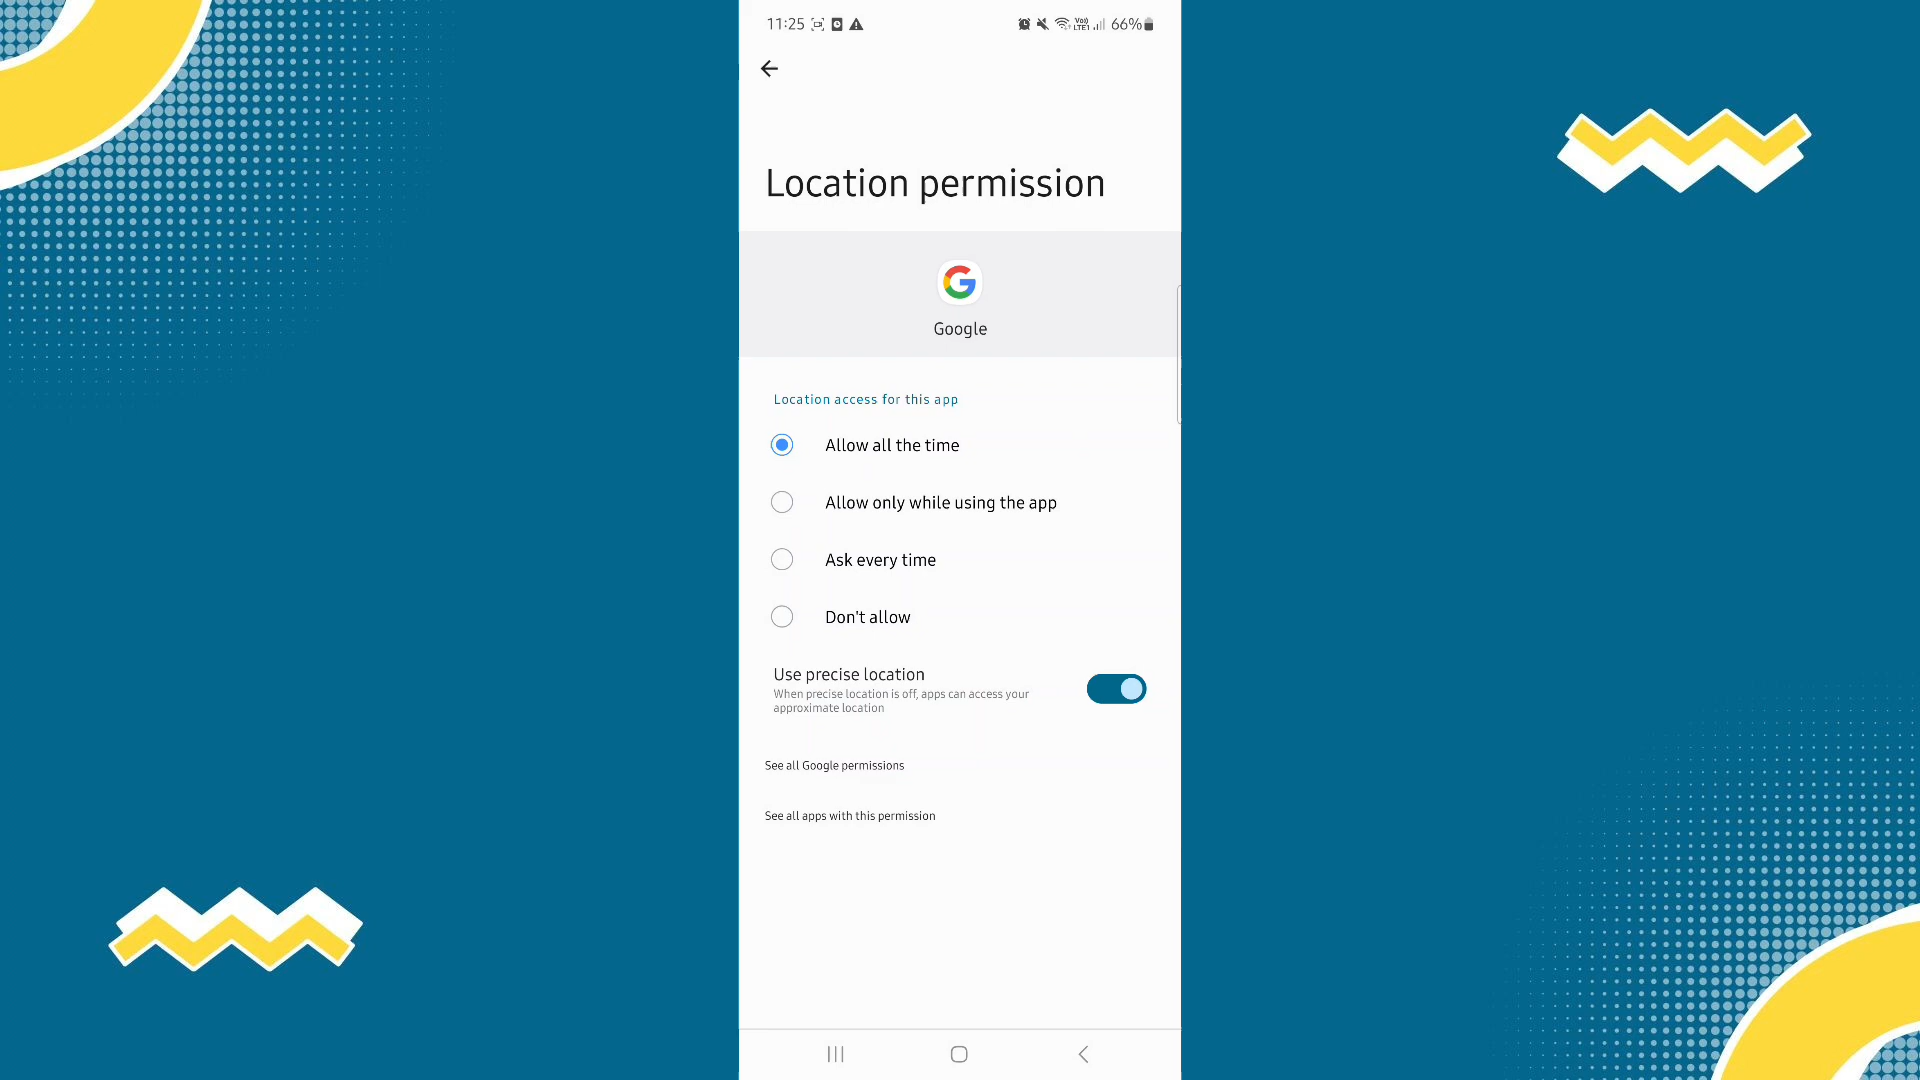 11:25
Vo))
LTE1
66%
Location permission
Google
Location access for this app
Allow all the time
Allow only while using the app
Ask every time
Don't allow
Use precise location
When precise location is off, apps can access your
approximate location
See all Google permissions
See all apps with this permission